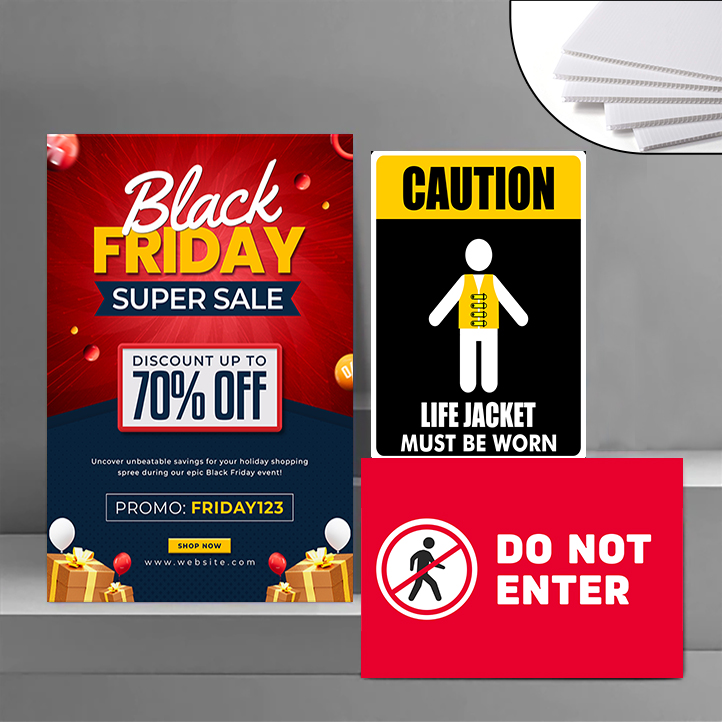 Black
FRIDAY
SUPER SALE
DISCOUNT UP TO
70% OFF
Uncover unbeatable savings for your holiday shopping
spree during our epic Black Friday event!
PROMO: FRIDAY123
SHOP NOW
www.website.com
CAUTION
LIFE JACKET
MUST BE WORN
DO NOT
ENTER